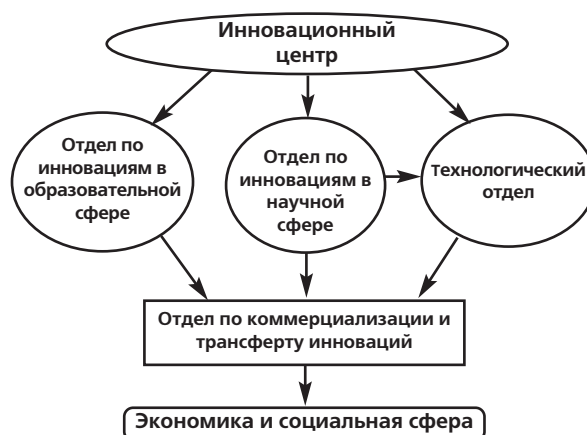 Инновационный
центр
Отдел по
инновациям в
образовательной
сфере
Отдел по
инновациям в
научной
сфере
Технологический
отдел
Отдел по коммерциализации и
трансферту инноваций
Экономика и социальная сфера